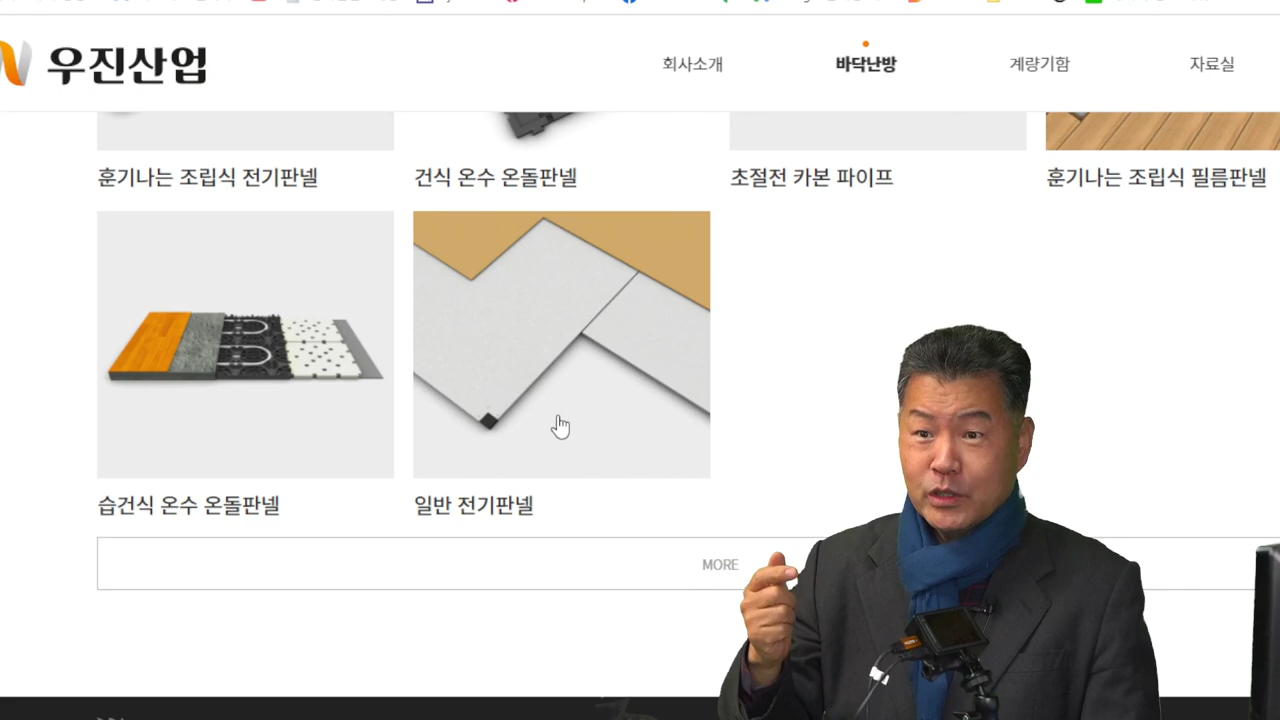 우진산업
회사소개
바닥난방
계량기함
자료실
훈기나는 조립식 전기판넬
건식 온수 온돌판넬
초절전 카본 파이프
훈기나는 조립식 필름판넬
습건식 온수 온돌판넬
일반 전기판넬
MORE